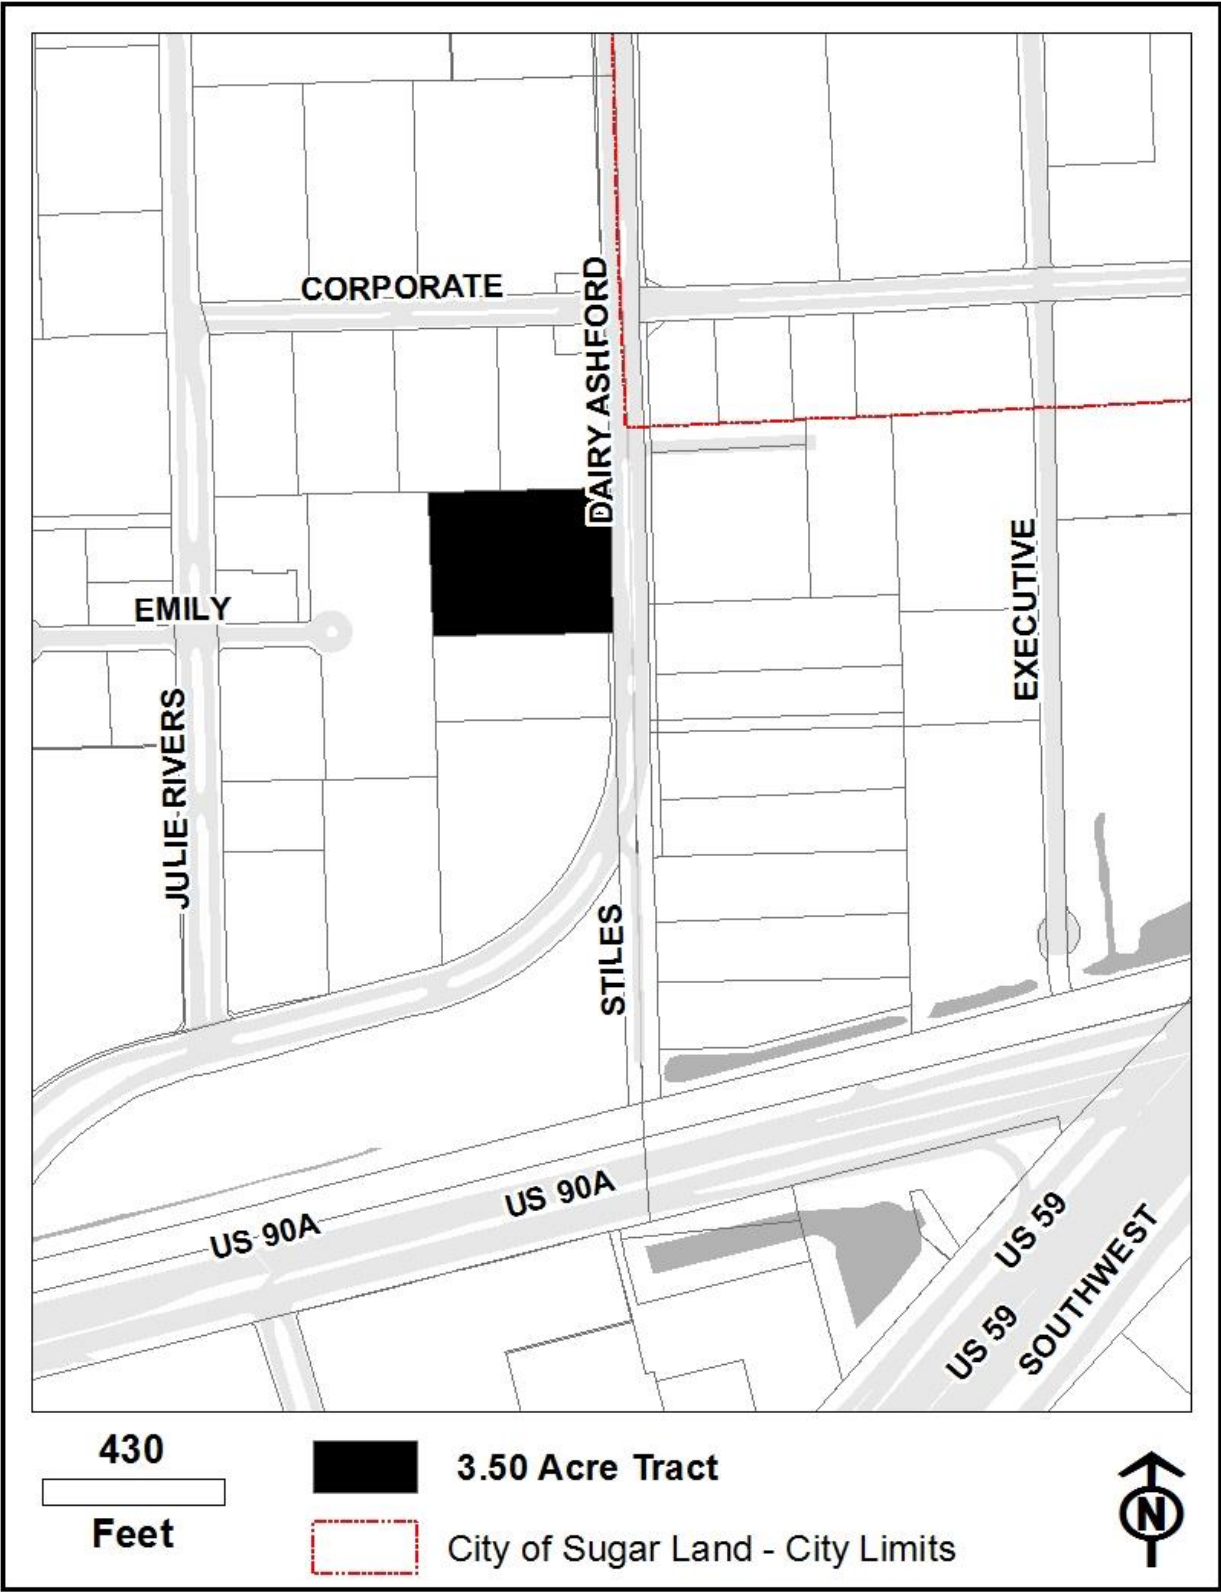 CORPORATE
DAIRY ASHFORD
EXECUTIVE
EMILY
JULIE RIVERS
STILES
US 90A
US 90A
US 59
US 59
SOUTHWEST
430
Feet
3.50 Acre Tract
City of Sugar Land - City Limits
N